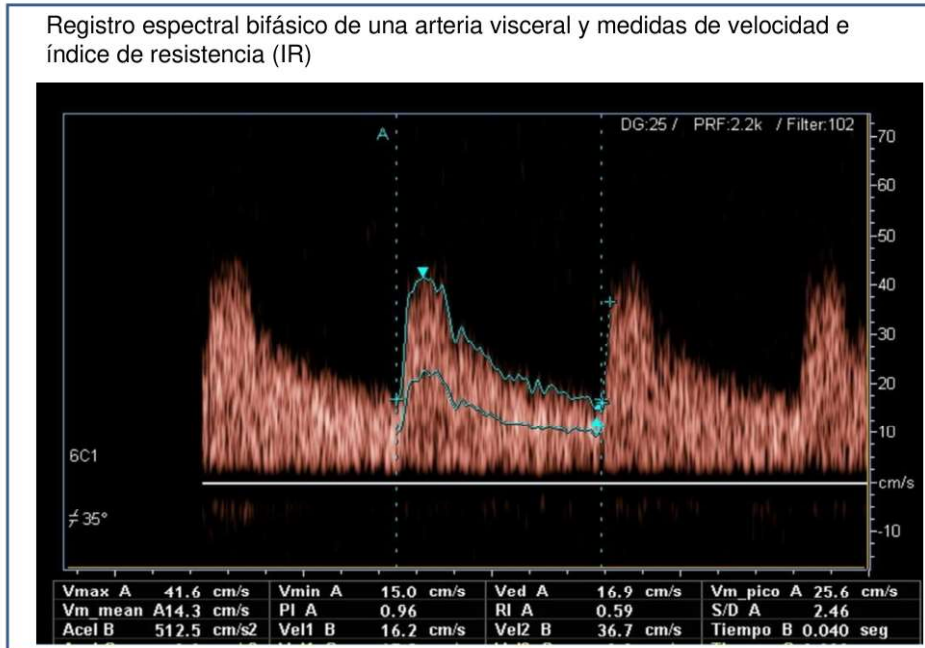 Registro espectral bifásico de una arteria visceral y medidas de velocidad e
índice de resistencia (IR)
A
DG:25 / PRF:2.2k / Filter:102
70
60
50
40
30
20
10
cm/s
-10
6C1
35°
Vmax A 41.6 cm/s Vmin A 15.0 cm/s Ved A 16.9 cm/s Vm_pico A 25.6 cm/s
Vm_mean A14.3 cm/s PI A 0.96 RI A 0.59 S/D A 2.46
Acel B 512.5 cm/s2 Vel1 B 16.2 cm/s Vel2 B 36.7 cm/s Tiempo B 0.040 seg